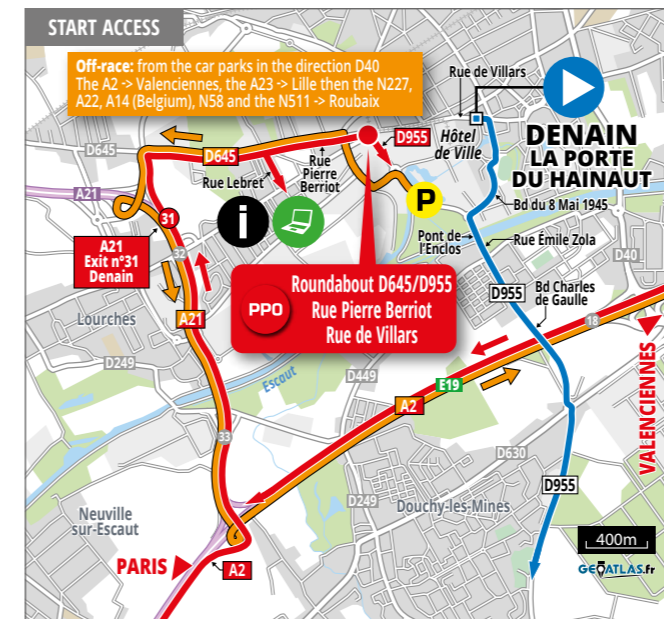 START ACCESS
Off-race: from the car parks in the direction D40
The A2 -> Valenciennes, the A23 -> Lille then the N227,
A22, A14 (Belgium), N58 and the N511 -> Roubaix
Rue de Villars
Hôtel
de Ville
DENAIN
LA PORTE
DU HAINAUT
D645
D645
D955
Rue
Pierre
Berriot
Rue Lebret
A21
31
P
i
Bd du 8 Mai 1945
A21
Exit n°31
Denain
32
Pont de
l'Enclos
Rue Émile Zola
D40
PPO
Roundabout D645/D955
Rue Pierre Berriot
Rue de Villars
D955
Bd Charles
de Gaulle
Lourches
A21
18
D249
Escaut
D449
E19
A2
VALENCIENNES
33
D630
D249
Douchy-les-Mines
D955
Neuville
sur-Escaut
400m
PARIS
A2
GEOATLAS.fr